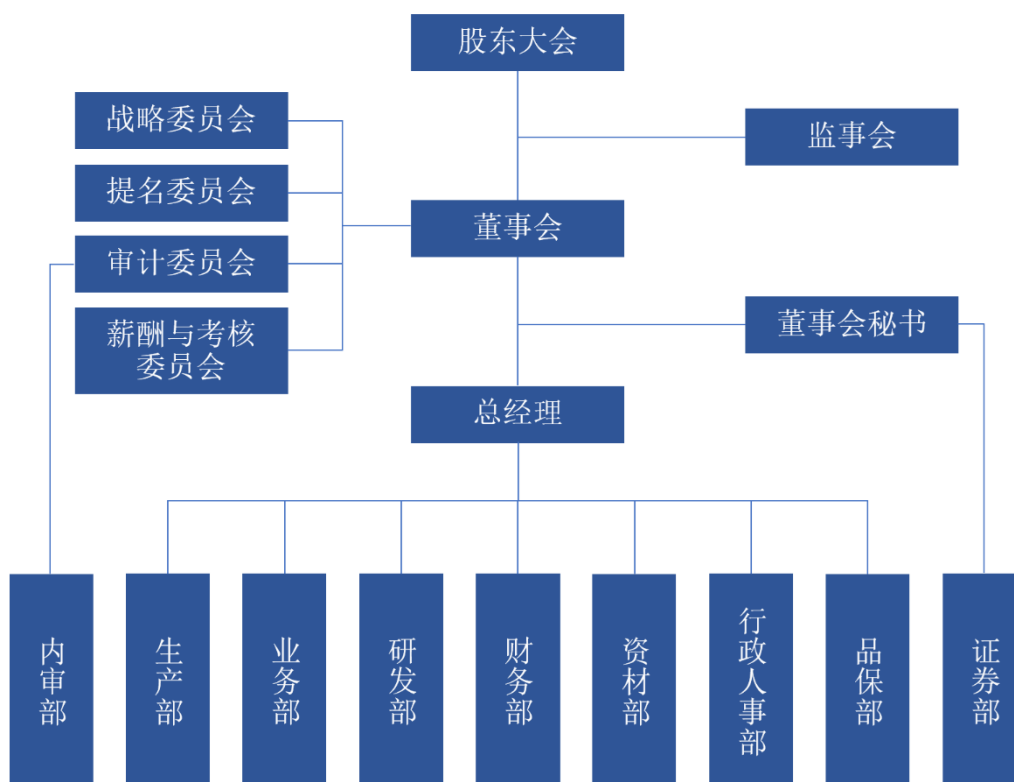 股东大会
战略委员会
监事会
提名委员会
董事会
审计委员会
董事会秘书
薪酬与考核
委员会
总经理
内审部
生产部
业务部
研发部
财务部
资材部
行政人事部
品保部
证券部